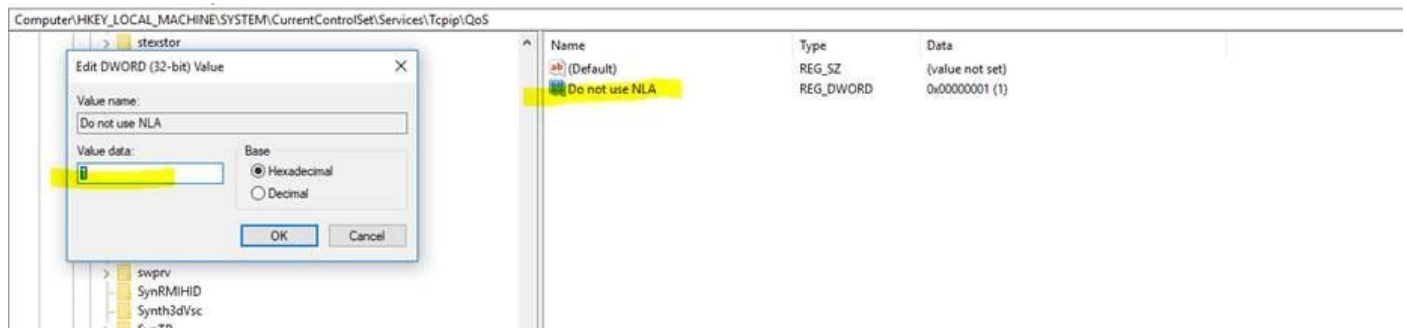 Computer\HKEY_LOCAL_MACHINE\SYSTEM\CurrentControlSet\Services\Tcpip\QoS
stexstor
Edit DWORD (32-bit) Value
Value name:
Do not use NLA
Value data:
Base
1
Hexadecimal
Decimal
OK Cancel
swprv
SynRMIHID
Synth3dVsc
SynTP
Name Type Data
(Default) REG_SZ (value not set)
Do not use NLA REG_DWORD 0x00000001 (1)